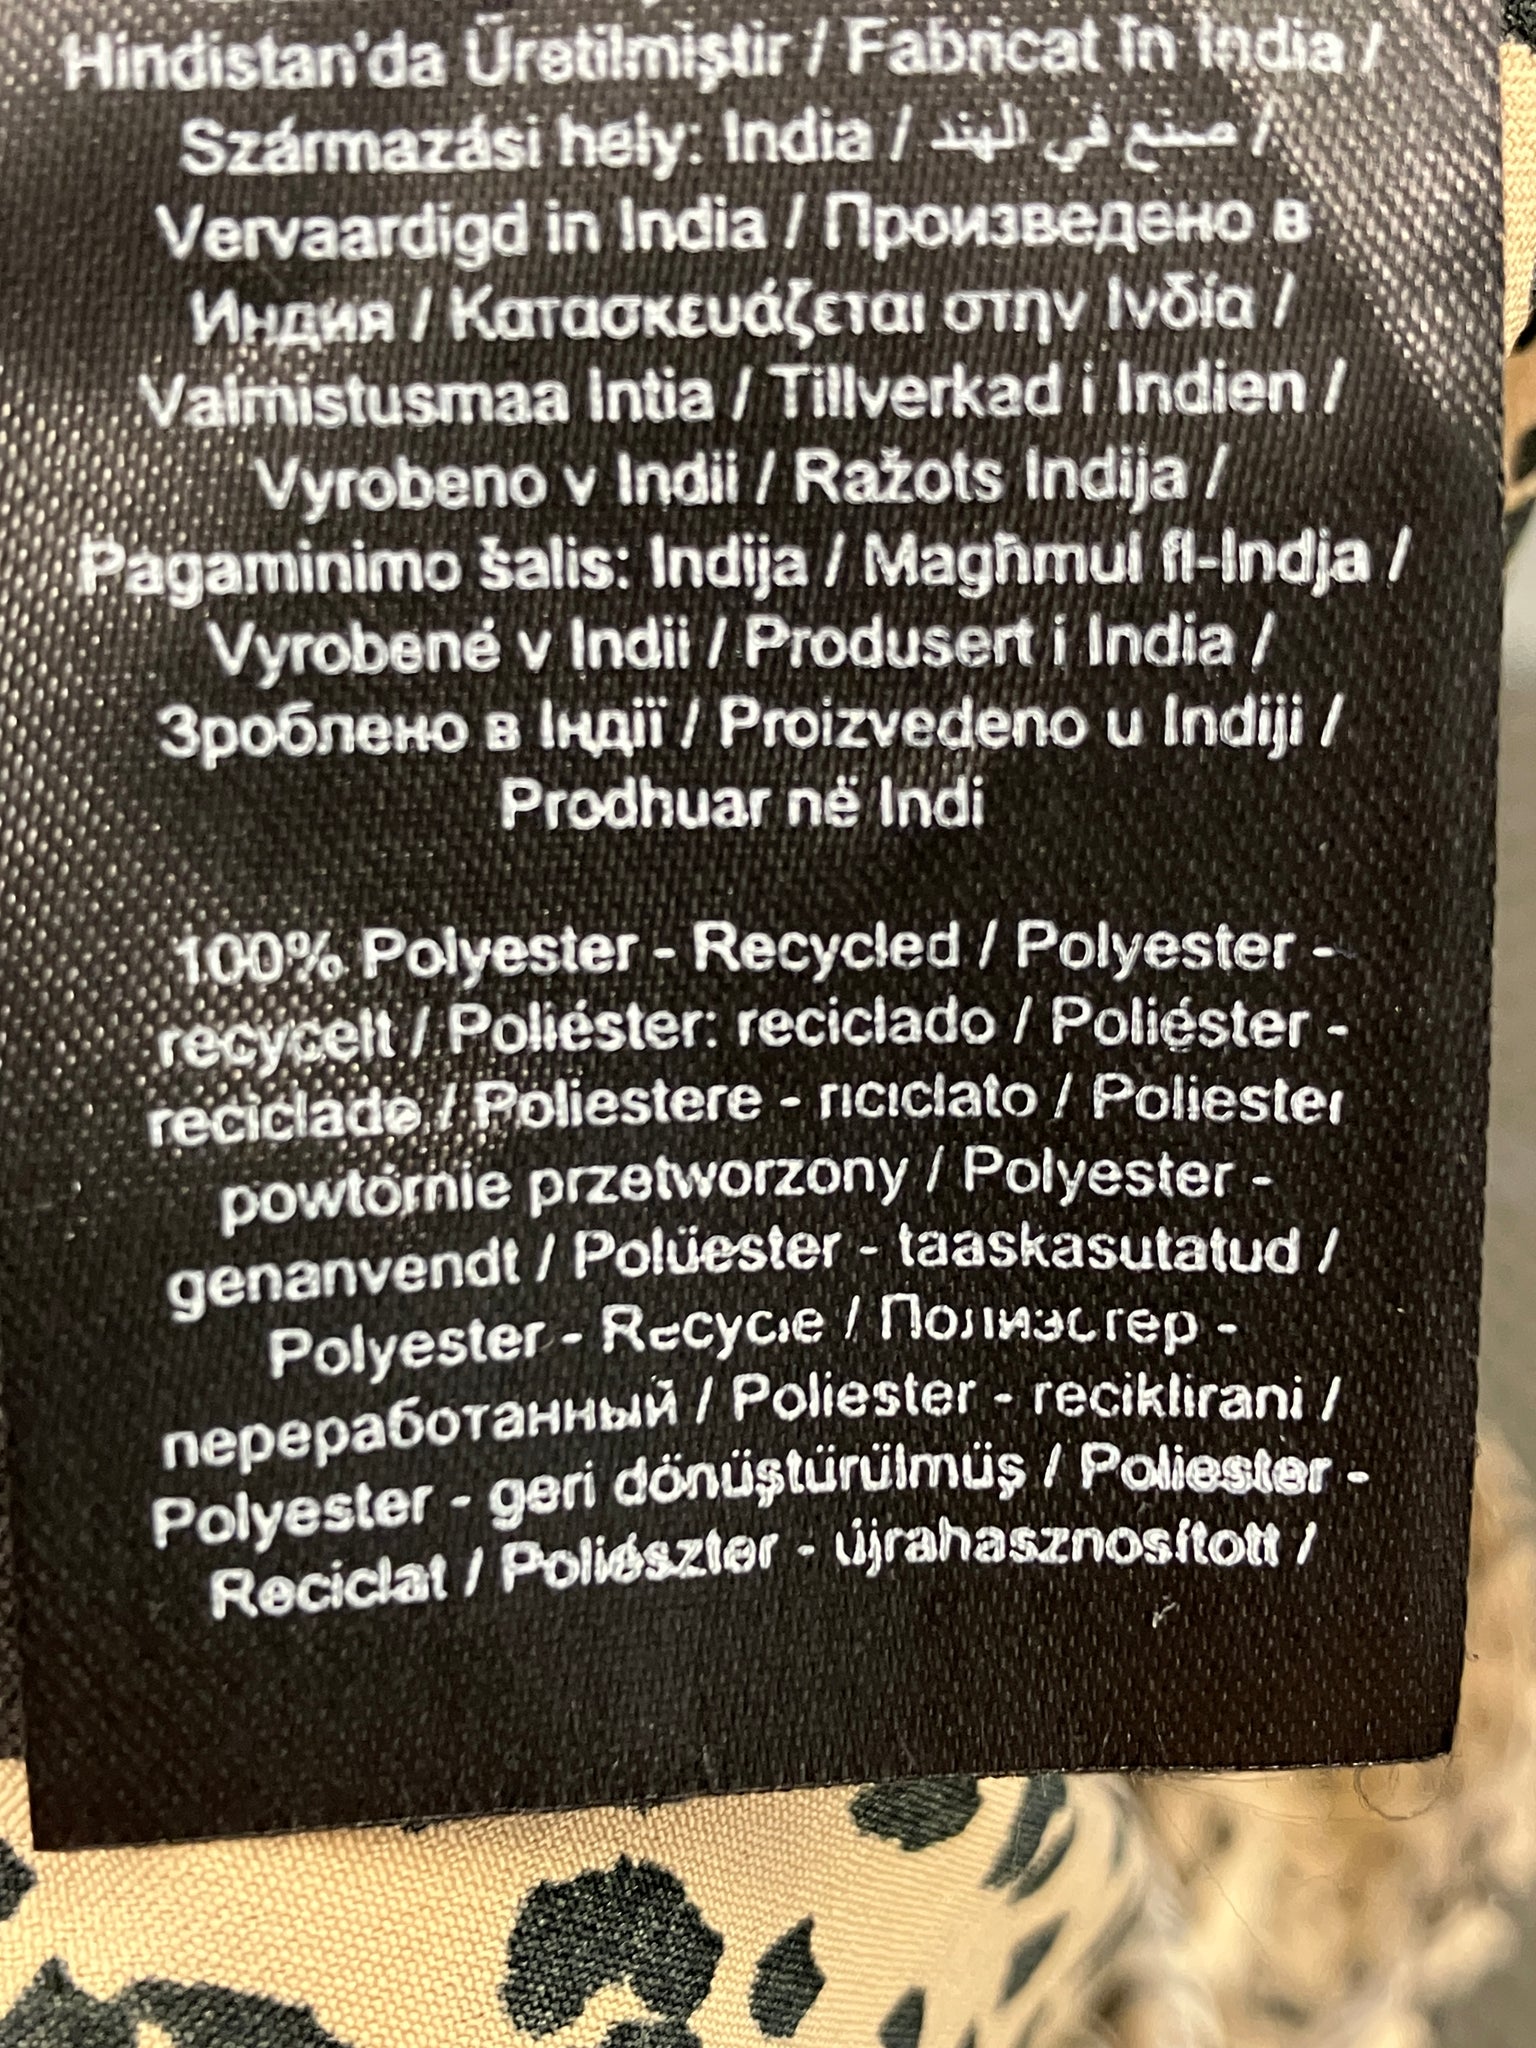 Hindistan'da Üretilmiştir / Fabricat în India /
Származási hely: India / صنع في الهند /
Vervaardigd in India / Произведено в
Индия / Κατασκευάζεται στην Ινδία /
Valmistusmaa Intia / Tillverkad i Indien /
Vyrobeno v Indii / Ražots Indija /
Pagaminimo šalis: Indija / Magħmul fl-Indja /
Vyrobené v Indii / Produsert i India /
Зроблено в Індії / Proizvedeno u Indiji /
Prodhuar në Indi
100% Polyester - Recycled / Polyester -
recycelt / Poliéster: reciclado / Poliéster -
reciclado / Poliestere - riciclato / Poliester
powtórnie przetworzony / Polyester -
genanvendt / Polüester - taaskasutatud /
Polyester - Recycle / Полиэстер -
переработанный / Poliester - reciklirani /
Polyester - geri dönüştürülmüş / Poliester -
Reciclat / Poliészter - újrahasznosított /